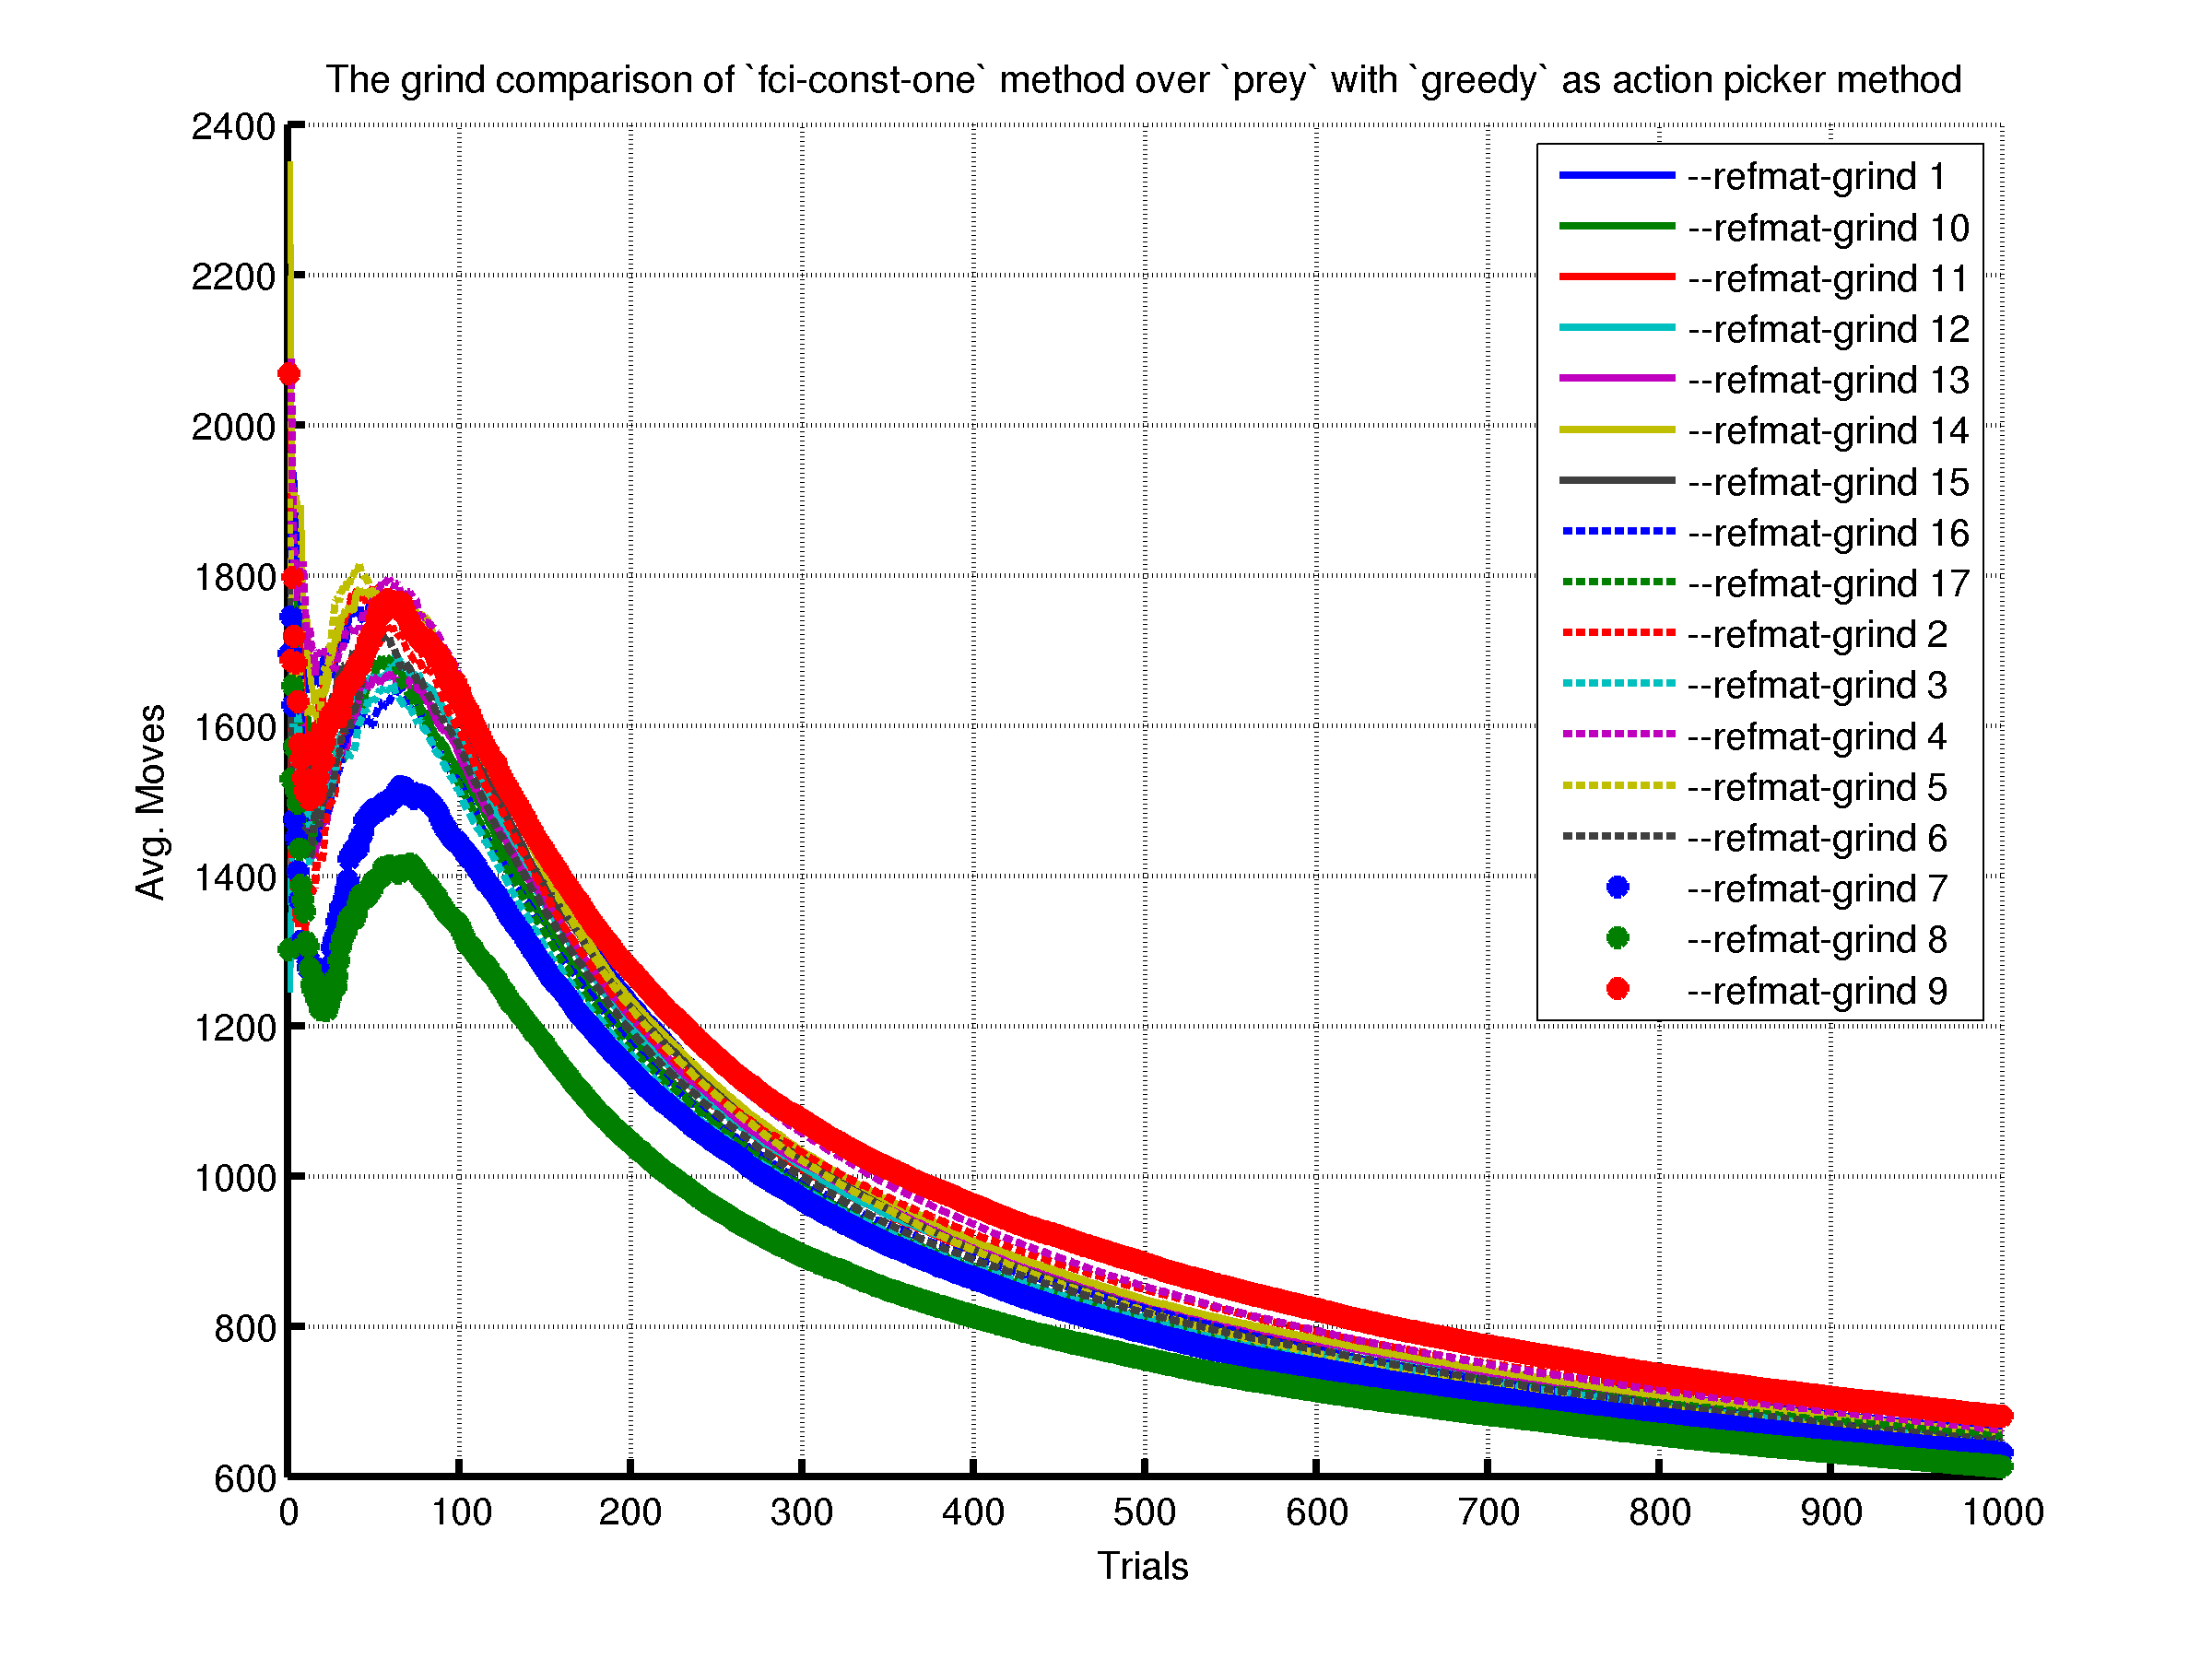 The grind comparison of `fci-const-one` method over `prey` with `greedy` as action picker method
2400
2200
2000
1800
1600
1400
1200
1000
800
600
Avg. Moves
0 100 200 300 400 500 600 700 800 900 1000
Trials
--refmat-grind 1
--refmat-grind 10
--refmat-grind 11
--refmat-grind 12
--refmat-grind 13
--refmat-grind 14
--refmat-grind 15
--refmat-grind 16
--refmat-grind 17
--refmat-grind 2
--refmat-grind 3
--refmat-grind 4
--refmat-grind 5
--refmat-grind 6
--refmat-grind 7
--refmat-grind 8
--refmat-grind 9